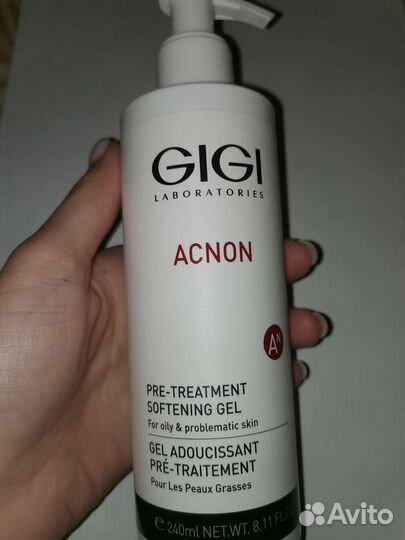 GIGI
LABORATORIES
ACNON
AN
PRE-TREATMENT
SOFTENING GEL
For oily & problematic skin
GEL ADOUCISSANT
PRÉ-TRAITEMENT
Pour Les Peaux Grasses
℮ 240ml NET.WT. 8.11 FL.
Avito